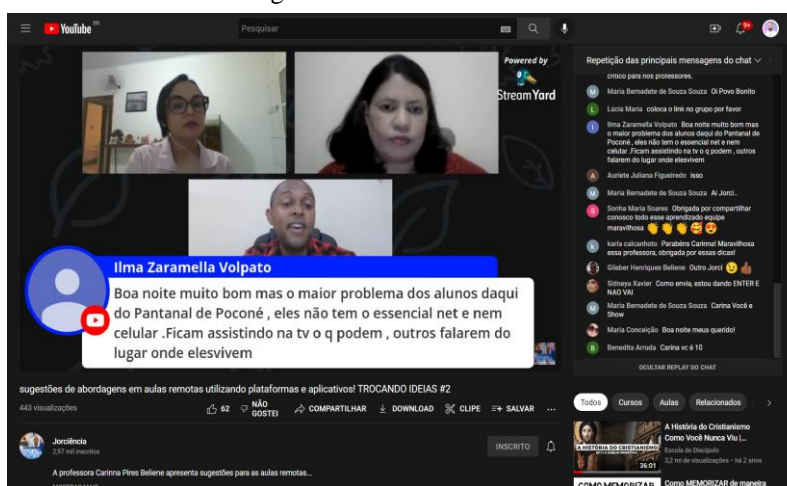 YouTube BR
Pesquisar
9+
Powered by
StreamYard
Ilma Zaramella Volpato
Boa noite muito bom mas o maior problema dos alunos daqui
do Pantanal de Poconé , eles não tem o essencial net e nem
celular .Ficam assistindo na tv o q podem , outros falarem do
lugar onde elesvivem
sugestões de abordagens em aulas remotas utilizando plataformas e aplicativos! TROCANDO IDEIAS #2
443 visualizações
62
NÃO
GOSTEI
COMPARTILHAR
DOWNLOAD
CLIPE
SALVAR
Jorciência
2,97 mil inscritos
INSCRITO
A professora Carinna Pires Beliene apresenta sugestões para as aulas remotas...
Repetição das principais mensagens do chat
crítico para nos professores.
M Maria Bernadete de Souza Souza Oi Povo Bonito
L Lúcia Maria coloca o link no grupo por favor
I Ilma Zaramella Volpato Boa noite muito bom mas
o maior problema dos alunos daqui do Pantanal de
Poconé , eles não tem o essencial net e nem
celular .Ficam assistindo na tv o q podem , outros
falarem do lugar onde elesvivem
A Auriete Juliana Figueiredo isso
M Maria Bernadete de Souza Souza Ai Jorci..
S Sonha Maria Soares Obrigada por compartilhar
conosco todo esse aprendizado equipe
maravilhosa 👏👏👏🥰😍
k karla calcanhoto Parabéns Carinna! Maravilhosa
essa professora, obrigada por essas dicas!
Glieber Henriques Beliene Outro Jorci 😉👍
Sidneya Xavier Como envia, estou dando ENTER E
NAO VAI
M Maria Bernadete de Souza Souza Carina Você e
Show
Maria Conceição Boa noite meus querido!
B Benedita Arruda Carina vc é 10
OCULTAR REPLAY DO CHAT
Todos
Cursos
Aulas
Relacionados
A HISTÓRIA DO CRISTIANISMO
36:01
A História do Cristianismo
Como Você Nunca Viu |...
Escola do Discípulo
3,2 mi de visualizações • há 2 anos
COMO MEMORIZAR
Como MEMORIZAR de maneira